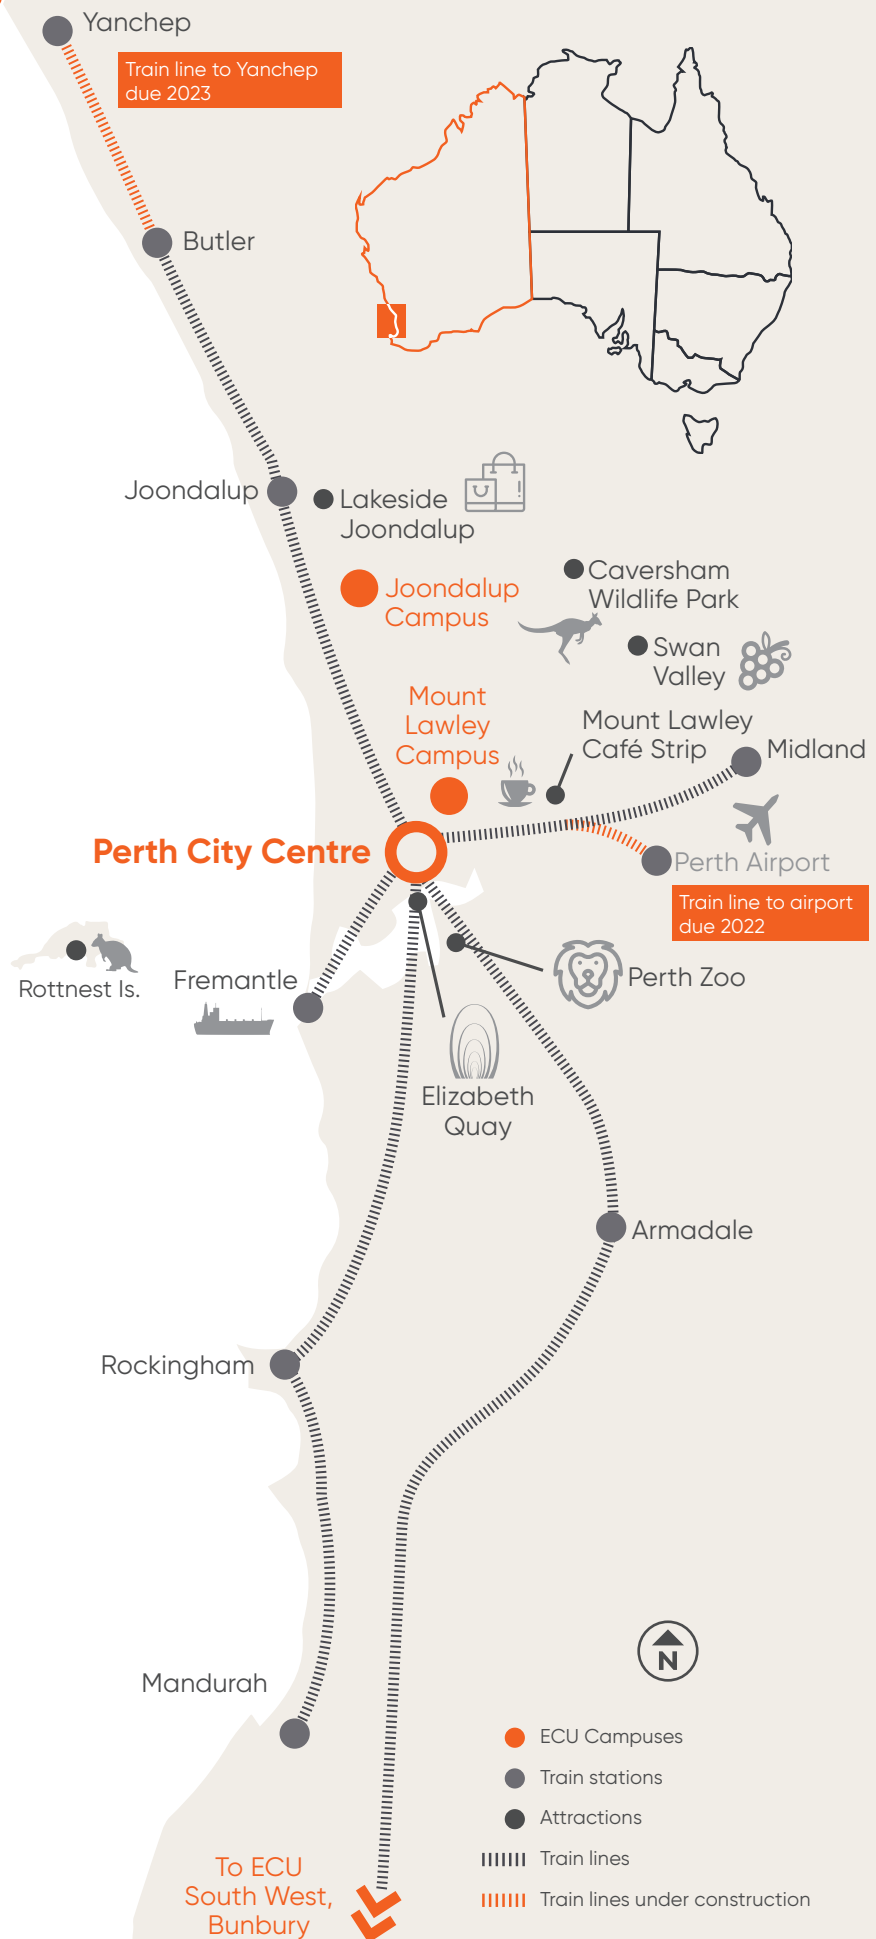 Yanchep
Train line to Yanchep
due 2023
Butler
Joondalup
Lakeside
Joondalup
Joondalup
Campus
Caversham
Wildlife Park
Swan
Valley
Mount
Lawley
Campus
Mount Lawley
Café Strip
Midland
Perth City Centre
Perth Airport
Train line to airport
due 2022
Rottnest Is.
Fremantle
Perth Zoo
Elizabeth
Quay
Armadale
Rockingham
Mandurah
N
ECU Campuses
Train stations
Attractions
Train lines
Train lines under construction
To ECU
South West,
Bunbury